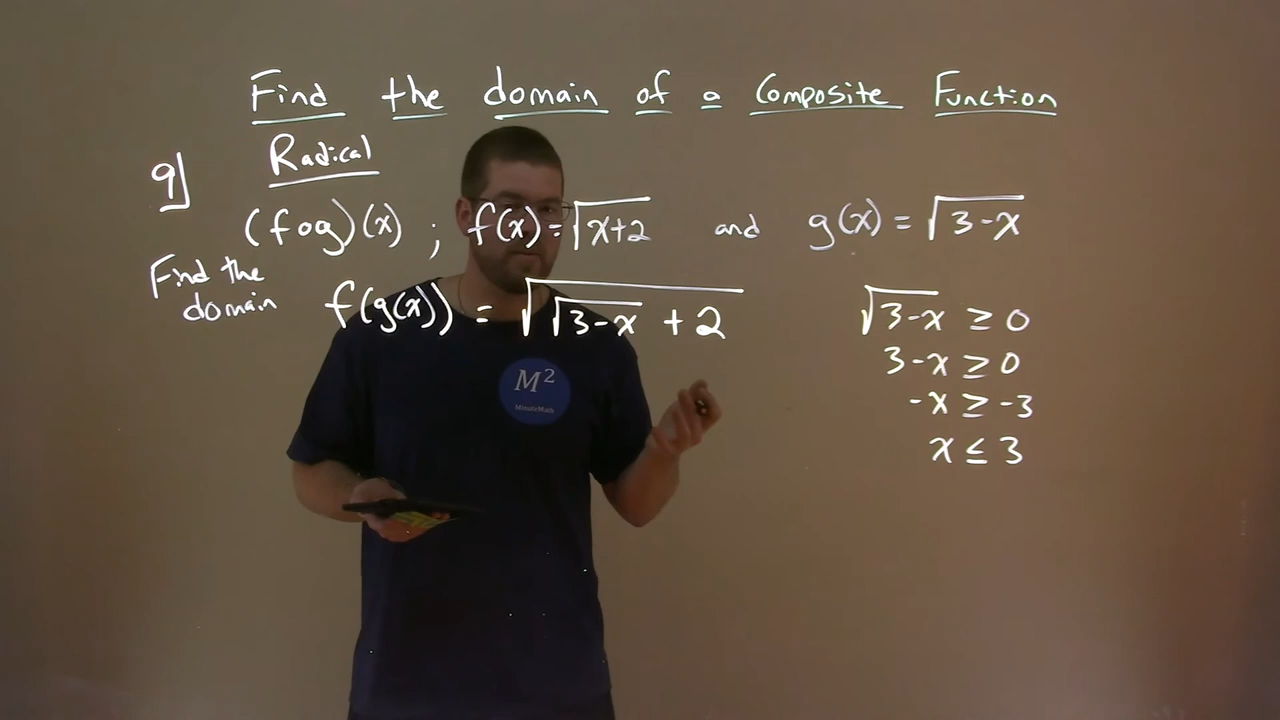 Find the domain of a Composite Function
9] Radical
(fog)(x) ; f(x) = √x+2 and g(x) = √3-x
Find the domain
f(g(x)) = √√3-x + 2
√3-x ≥ 0
3-x ≥ 0
-x ≥ -3
x ≤ 3
M²
MinuteMath